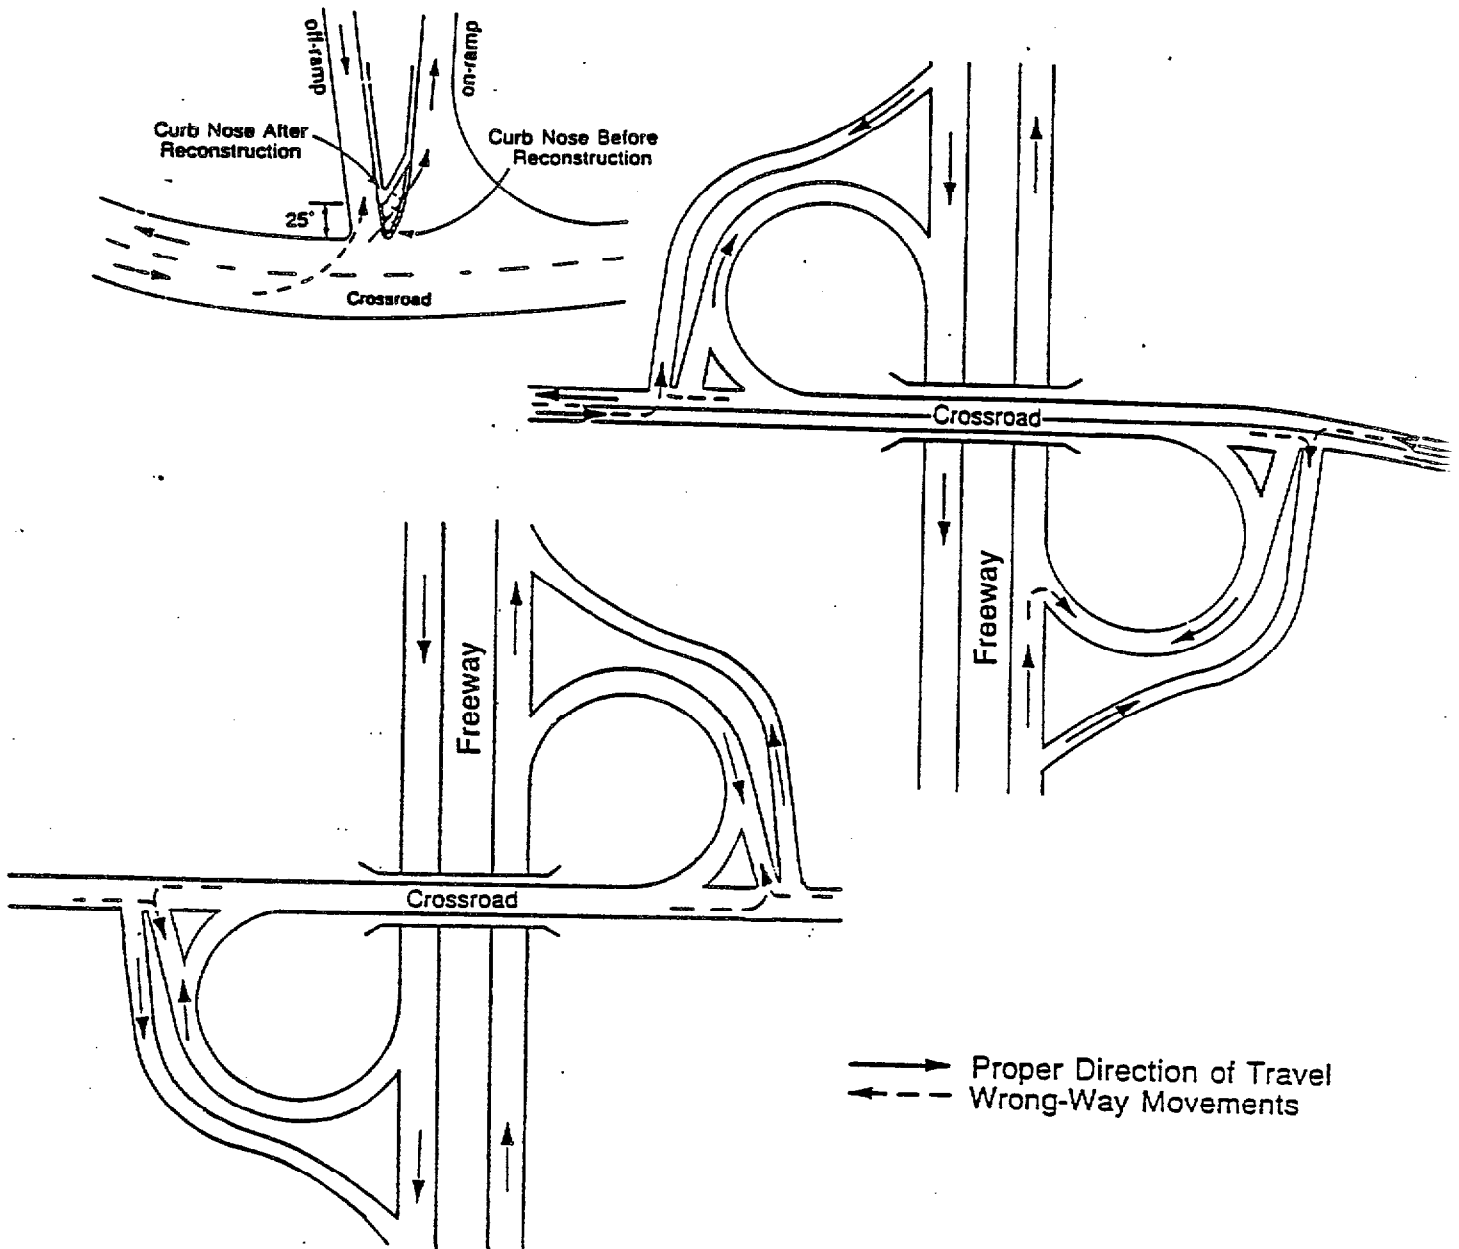 off-ramp
on-ramp
Curb Nose After
Reconstruction
Curb Nose Before
Reconstruction
25'
Crossroad
Crossroad
Freeway
Freeway
Crossroad
Proper Direction of Travel
Wrong-Way Movements